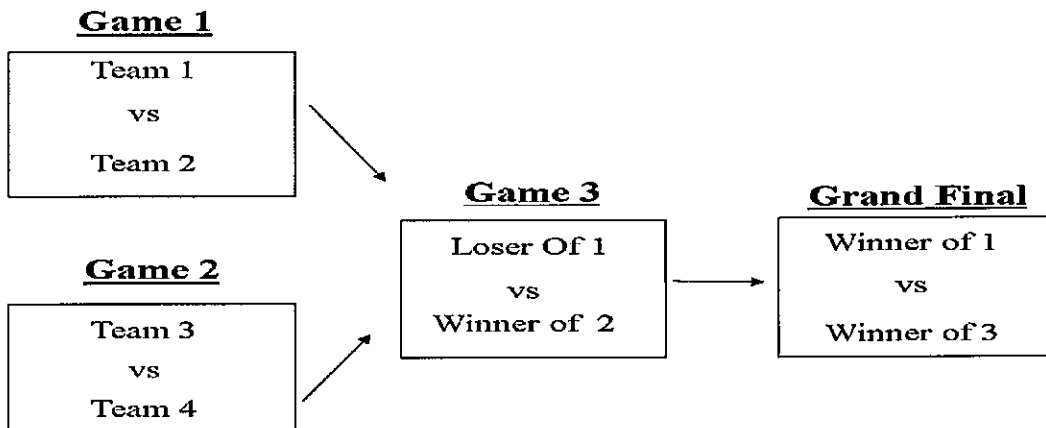 Game 1
Team 1
vs
Team 2
Game 2
Team 3
vs
Team 4
Game 3
Loser Of 1
vs
Winner of 2
Grand Final
Winner of 1
vs
Winner of 3